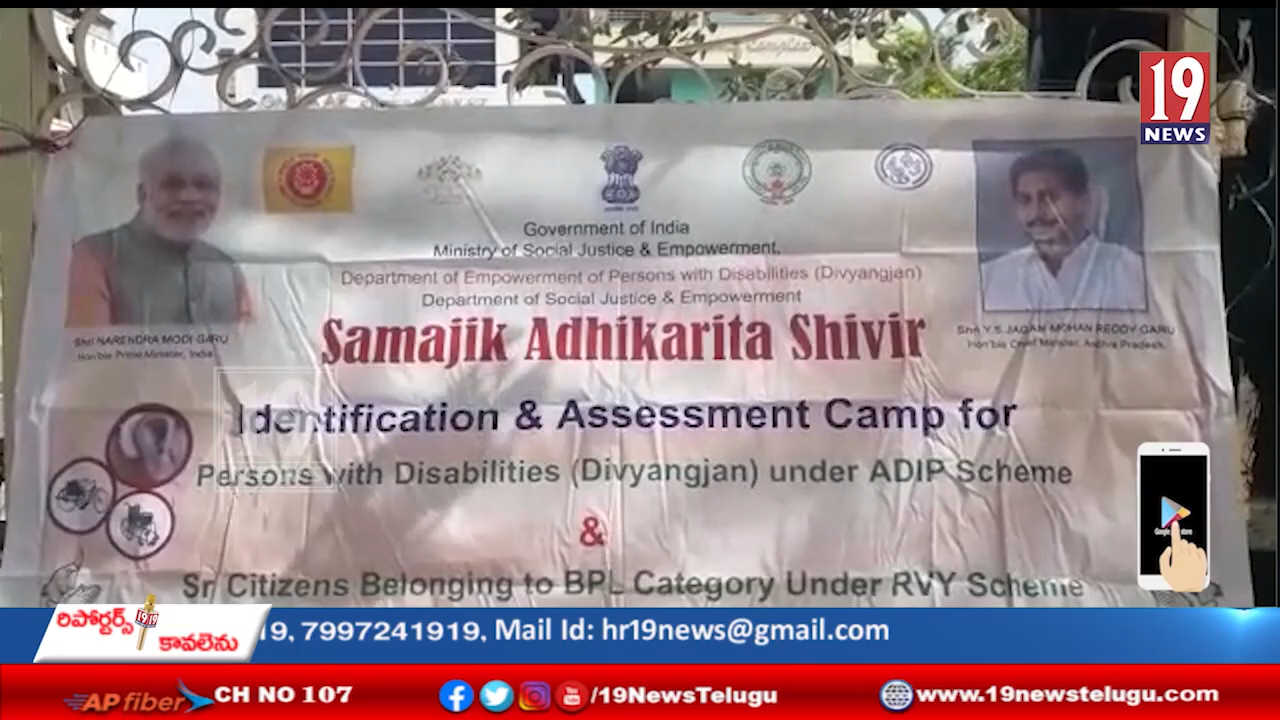 19
NEWS
Government of India
Ministry of Social Justice & Empowerment.
Department of Empowerment of Persons with Disabilities (Divyangjan)
Department of Social Justice & Empowerment
Samajik Adhikarita Shivir
Shri NARENDRA MODI GARU
Hon'ble Prime Minister, India
Shri Y.S. JAGAN MOHAN REDDY GARU
Hon'ble Chief Minister, Andhra Pradesh.
Identification & Assessment Camp for
Persons with Disabilities (Divyangjan) under ADIP Scheme
&
Sr Citizens Belonging to BPL Category Under RVY Scheme
రిపోర్టర్స్
కావలెను
19, 7997241919, Mail Id: hr19news@gmail.com
AP fiber CH NO 107
/19NewsTelugu
www.19newstelugu.com